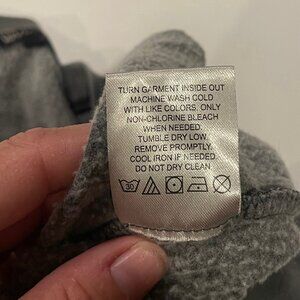 TURN GARMENT INSIDE OUT
MACHINE WASH COLD
WITH LIKE COLORS. ONLY
NON-CHLORINE BLEACH
WHEN NEEDED.
TUMBLE DRY LOW.
REMOVE PROMPTLY.
COOL IRON IF NEEDED.
DO NOT DRY CLEAN
30